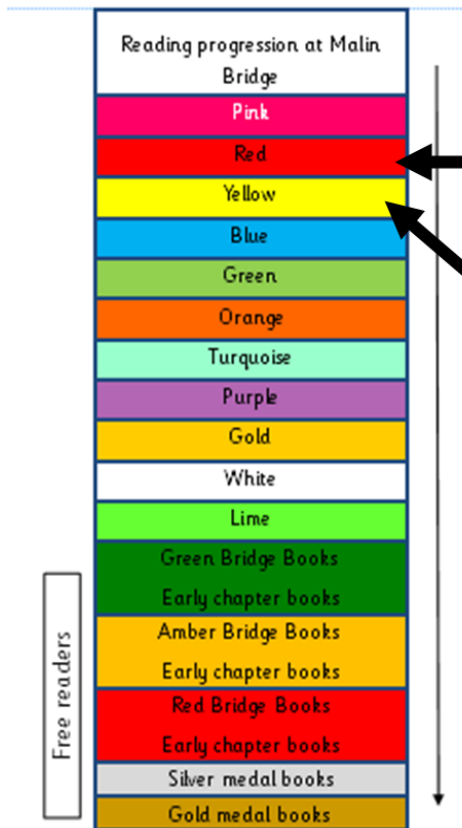 Reading progression at Malin
Bridge
Pink
Red
Yellow
Blue
Green
Orange
Turquoise
Purple
Gold
White
Lime
Green Bridge Books
Early chapter books
Amber Bridge Books
Early chapter books
Red Bridge Books
Early chapter books
Silver medal books
Gold medal books
Free readers